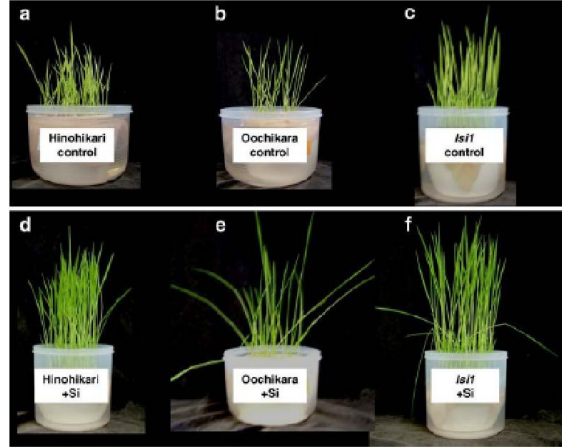 a
b
c
Hinohikari
control
Oochikara
control
lsi1
control
d
e
f
Hinohikari
+Si
Oochikara
+Si
lsi1
+Si